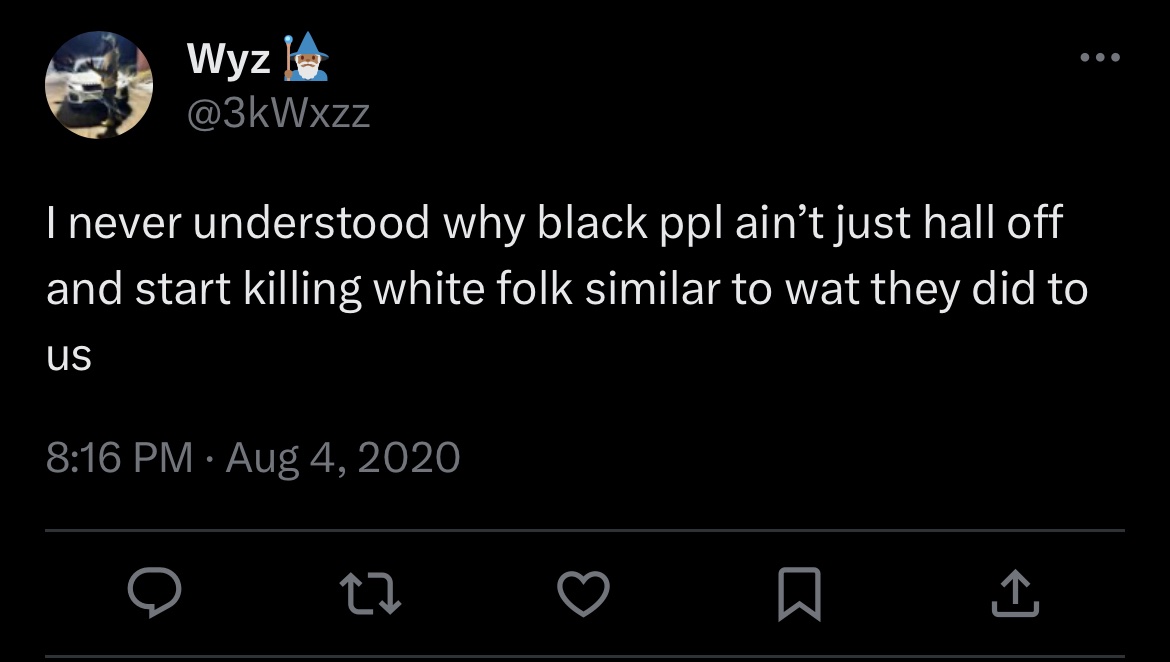 Wyz 🧙🏽‍♂️
@3kWxzz
I never understood why black ppl ain’t just hall off
and start killing white folk similar to wat they did to
us
8:16 PM · Aug 4, 2020